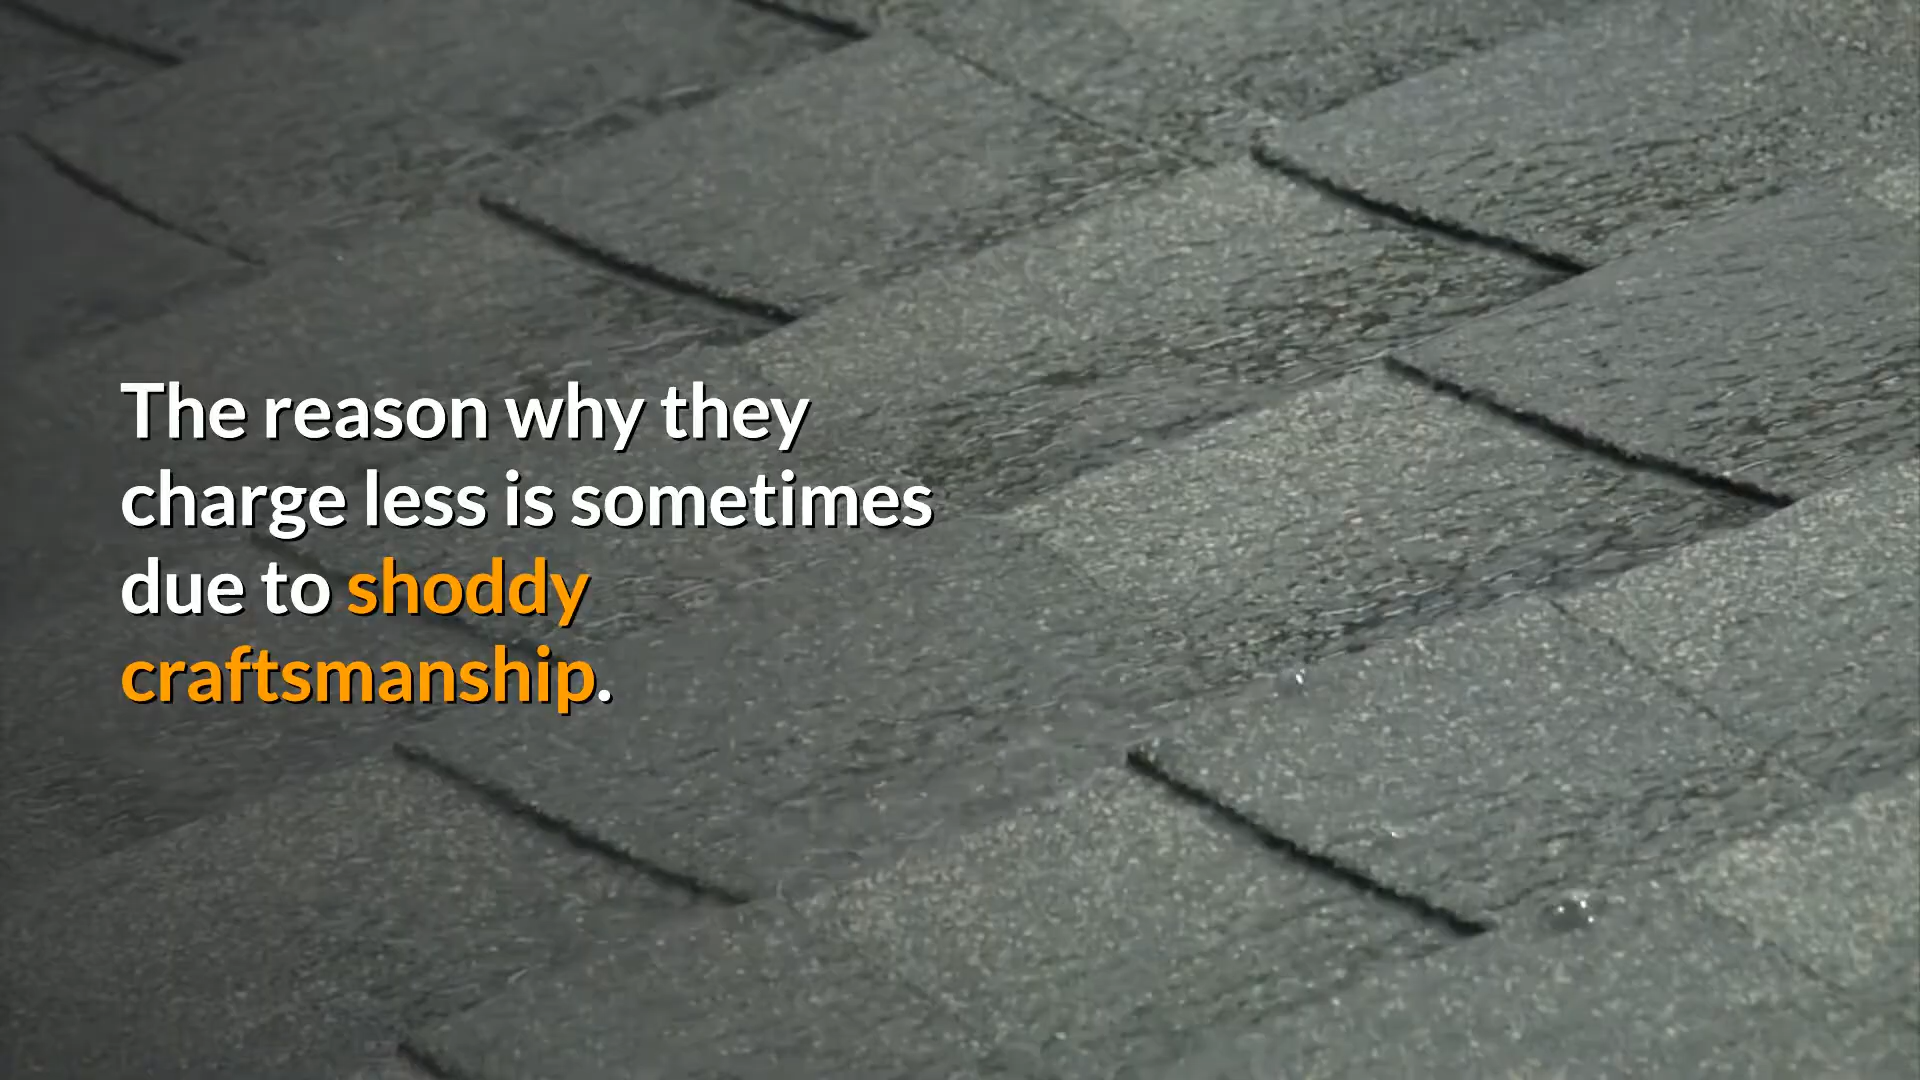 The reason why they
charge less is sometimes
due to shoddy
craftsmanship.